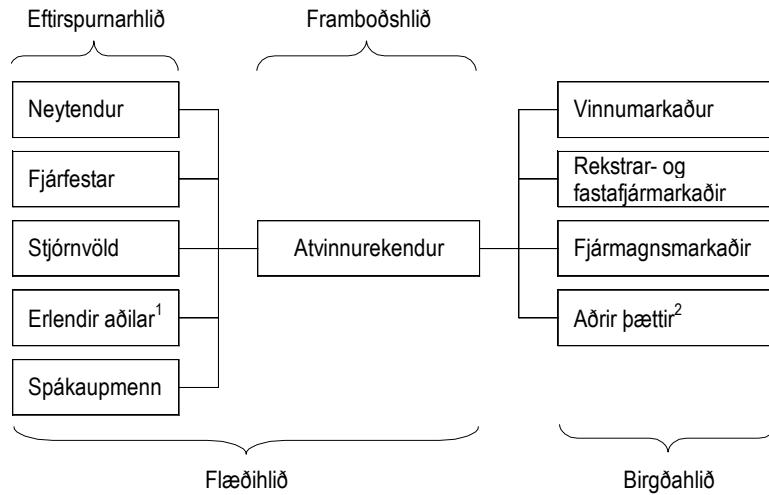 Eftirspurnarhlið
Framboðshlið
Neytendur
Fjárfestar
Stjórnvöld
Erlendir aðilar¹
Spákaupmenn
Atvinnurekendur
Vinnumarkaður
Rekstrar- og
fastafjármarkaðir
Fjármagnsmarkaðir
Aðrir þættir²
Flæðihlið
Birgðahlið